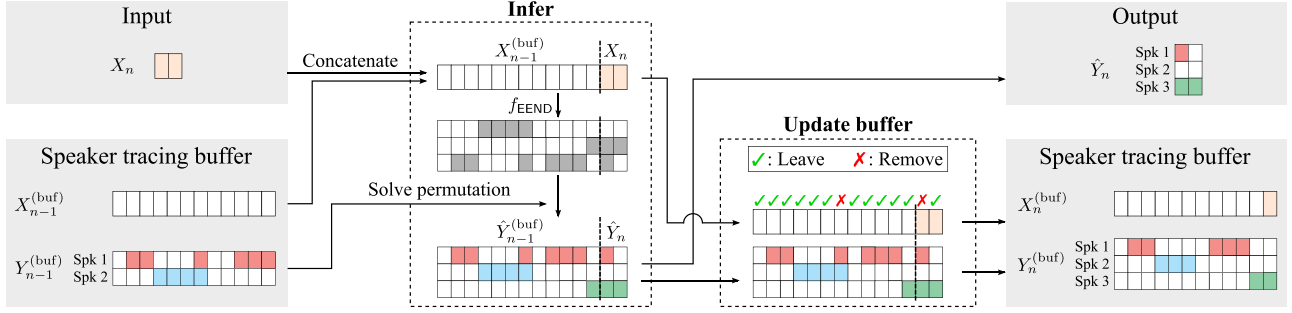 Input
X_n
Speaker tracing buffer
X_{n-1}^{(buf)}
Y_{n-1}^{(buf)}
Spk 1
Spk 2
Concatenate
Solve permutation
Infer
X_{n-1}^{(buf)} X_n
f_{EEND}
Ŷ_{n-1}^{(buf)} Ŷ_n
Update buffer
✓: Leave ✗: Remove
✓✓✓✓✓✓✗✓✓✓✓✓✗✓
Output
Ŷ_n
Spk 1
Spk 2
Spk 3
Speaker tracing buffer
X_n^{(buf)}
Y_n^{(buf)}
Spk 1
Spk 2
Spk 3